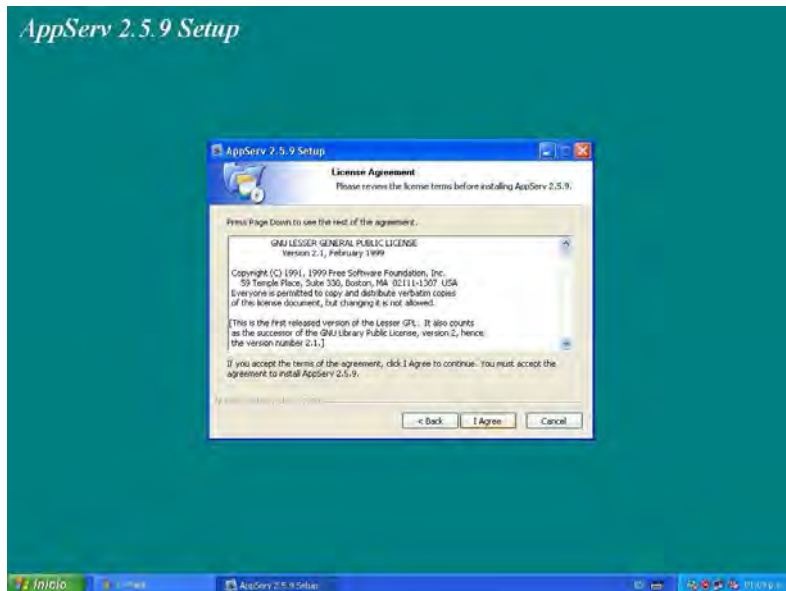 AppServ 2.5.9 Setup
AppServ 2.5.9 Setup
License Agreement
Please review the license terms before installing AppServ 2.5.9.
Press Page Down to see the rest of the agreement.
GNU LESSER GENERAL PUBLIC LICENSE
Version 2.1, February 1999
Copyright (C) 1991, 1999 Free Software Foundation, Inc.
59 Temple Place, Suite 330, Boston, MA 02111-1307 USA
Everyone is permitted to copy and distribute verbatim copies
of this license document, but changing it is not allowed.
[This is the first released version of the Lesser GPL. It also counts
as the successor of the GNU Library Public License, version 2, hence
the version number 2.1.]
If you accept the terms of the agreement, click I Agree to continue. You must accept the
agreement to install AppServ 2.5.9.
< Back
I Agree
Cancel
Inicio
AppServ 2.5.9 Setup